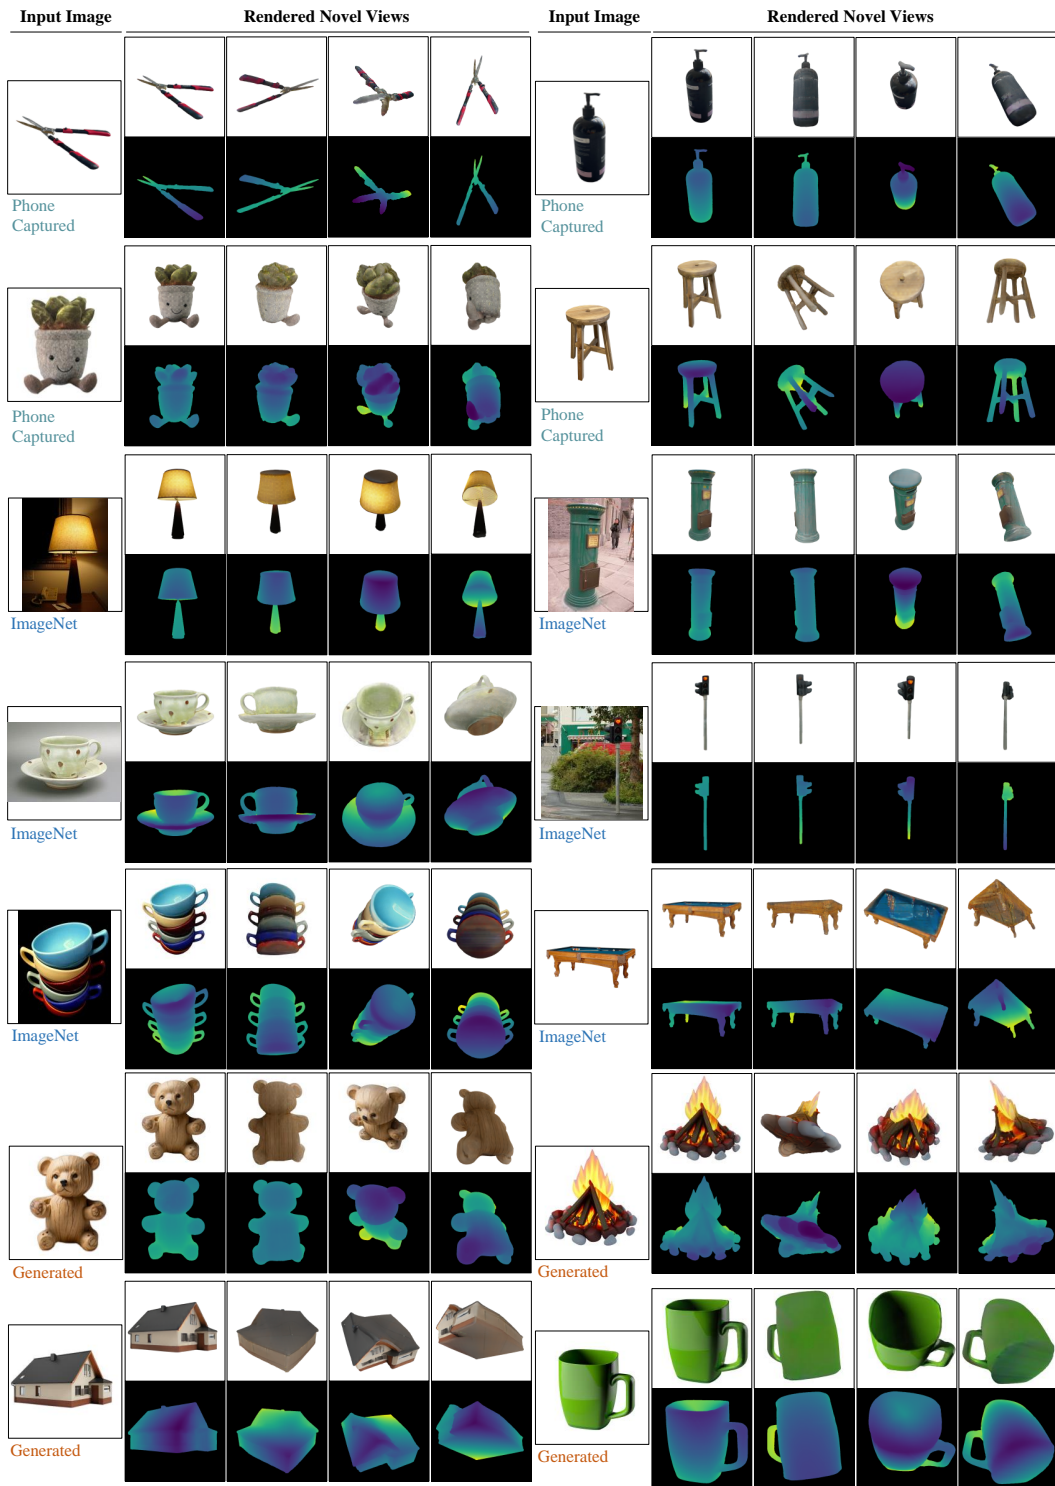 Input Image
Rendered Novel Views
Input Image
Rendered Novel Views
Phone
Captured
Phone
Captured
Phone
Captured
Phone
Captured
ImageNet
ImageNet
ImageNet
ImageNet
ImageNet
ImageNet
Generated
Generated
Generated
Generated